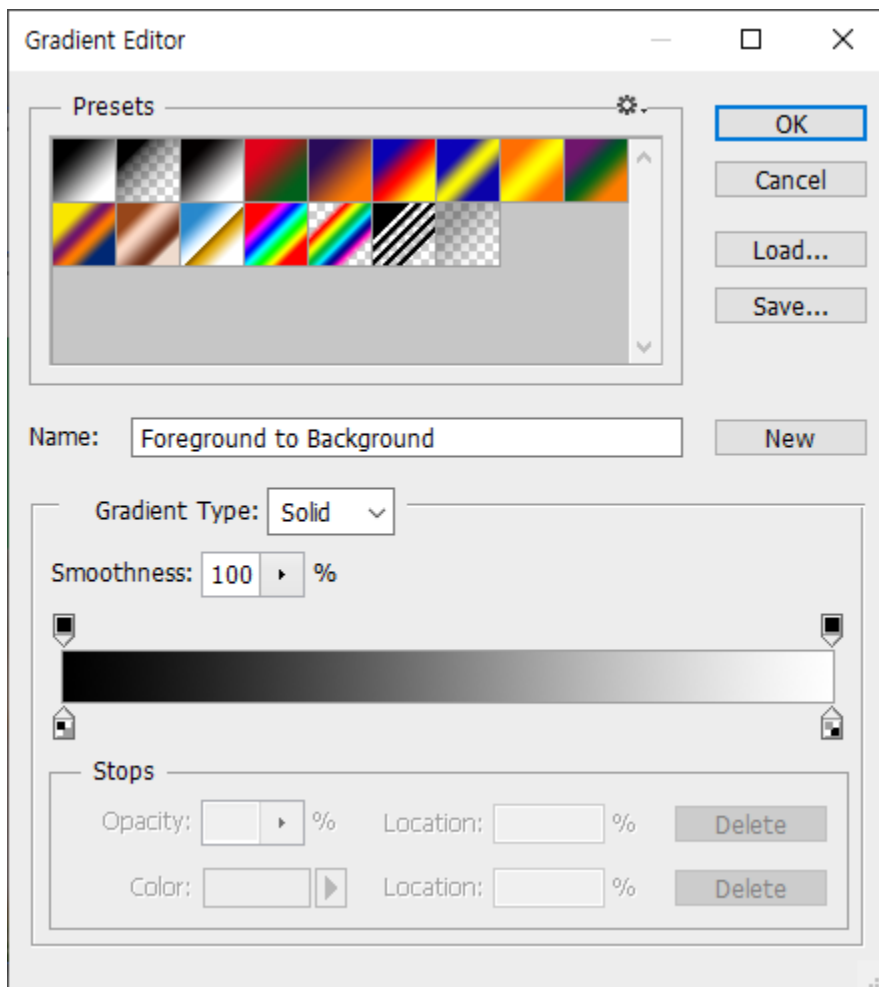 Gradient Editor
Presets
OK
Cancel
Load...
Save...
Name: Foreground to Background New
Gradient Type: Solid
Smoothness: 100 %
Stops
Opacity: % Location: % Delete
Color: Location: % Delete